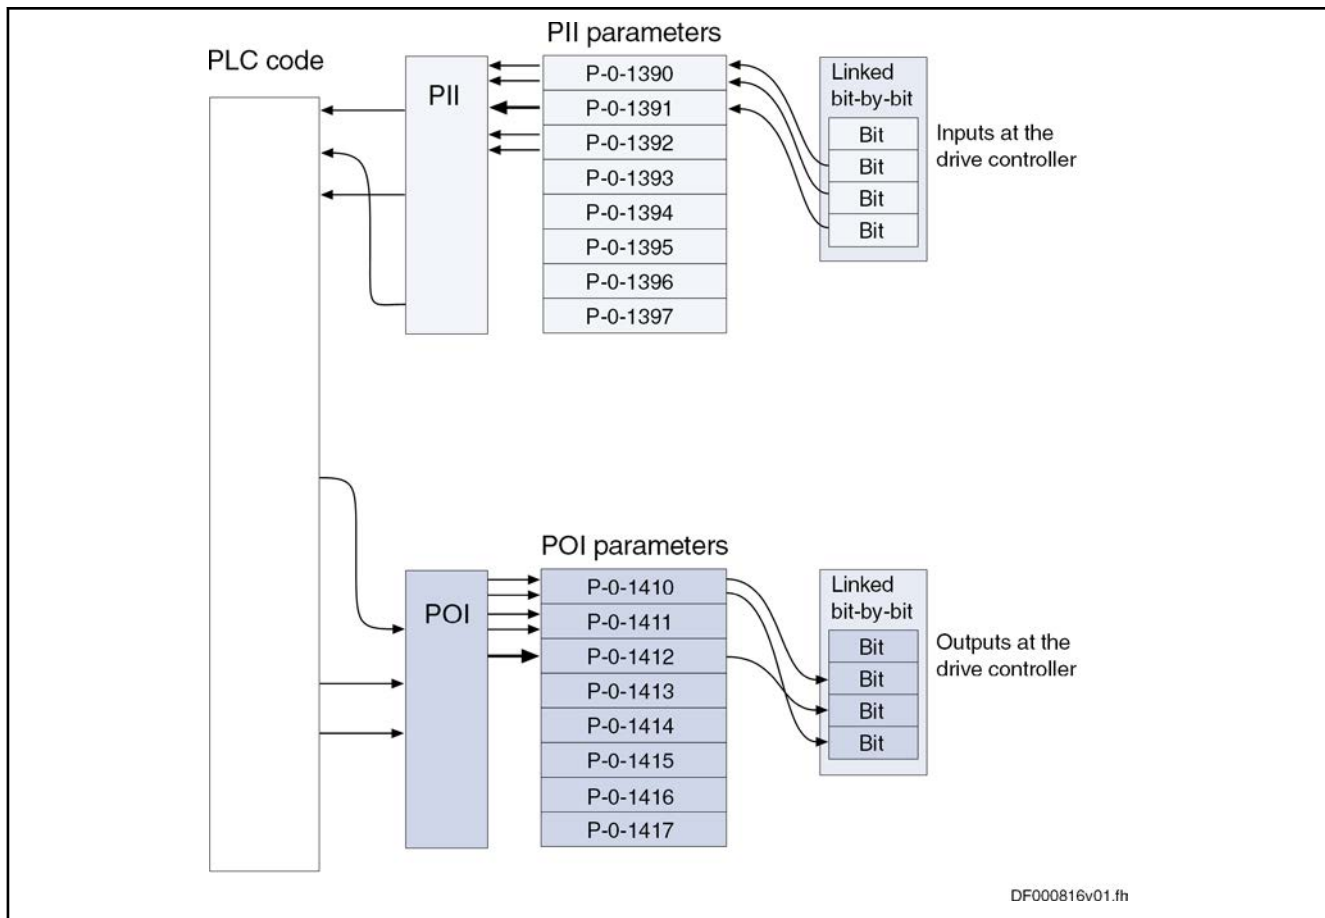 PII parameters
PLC code
PII
P-0-1390
P-0-1391
P-0-1392
P-0-1393
P-0-1394
P-0-1395
P-0-1396
P-0-1397
Linked
bit-by-bit
Bit
Bit
Bit
Bit
Inputs at the
drive controller
POI parameters
POI
P-0-1410
P-0-1411
P-0-1412
P-0-1413
P-0-1414
P-0-1415
P-0-1416
P-0-1417
Linked
bit-by-bit
Bit
Bit
Bit
Bit
Outputs at the
drive controller
DF000816v01.fh